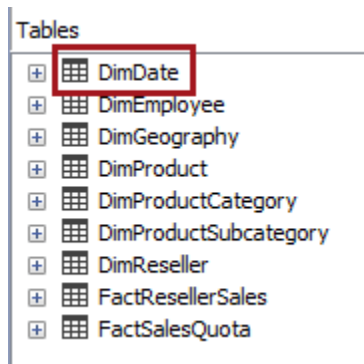 Tables
DimDate
DimEmployee
DimGeography
DimProduct
DimProductCategory
DimProductSubcategory
DimReseller
FactResellerSales
FactSalesQuota